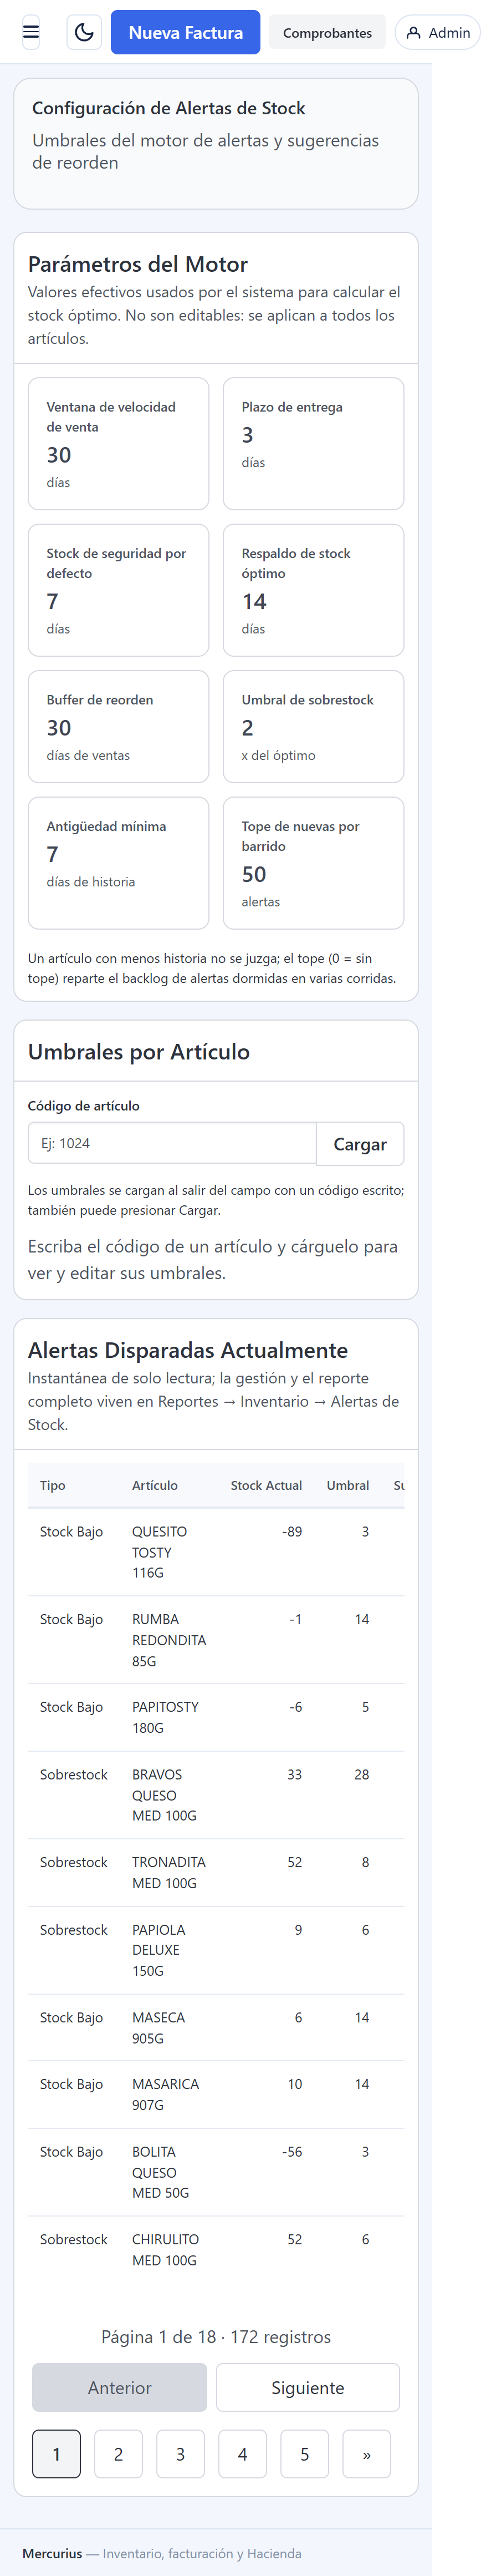 Nueva Factura
Comprobantes
Admin
Configuración de Alertas de Stock
Umbrales del motor de alertas y sugerencias
de reorden
Parámetros del Motor
Valores efectivos usados por el sistema para calcular el
stock óptimo. No son editables: se aplican a todos los
artículos.
Ventana de velocidad
de venta
30
días
Plazo de entrega
3
días
Stock de seguridad por
defecto
7
días
Respaldo de stock
óptimo
14
días
Buffer de reorden
30
días de ventas
Umbral de sobrestock
2
x del óptimo
Antigüedad mínima
7
días de historia
Tope de nuevas por
barrido
50
alertas
Un artículo con menos historia no se juzga; el tope (0 = sin
tope) reparte el backlog de alertas dormidas en varias corridas.
Umbrales por Artículo
Código de artículo
Ej: 1024
Cargar
Los umbrales se cargan al salir del campo con un código escrito;
también puede presionar Cargar.
Escriba el código de un artículo y cárguelo para
ver y editar sus umbrales.
Alertas Disparadas Actualmente
Instantánea de solo lectura; la gestión y el reporte
completo viven en Reportes → Inventario → Alertas de
Stock.
Tipo Artículo Stock Actual Umbral Su
Stock Bajo QUESITO -89 3
TOSTY
116G
Stock Bajo RUMBA -1 14
REDONDITA
85G
Stock Bajo PAPITOSTY -6 5
180G
Sobrestock BRAVOS 33 28
QUESO
MED 100G
Sobrestock TRONADITA 52 8
MED 100G
Sobrestock PAPIOLA 9 6
DELUXE
150G
Stock Bajo MASECA 6 14
905G
Stock Bajo MASARICA 10 14
907G
Stock Bajo BOLITA -56 3
QUESO
MED 50G
Sobrestock CHIRULITO 52 6
MED 100G
Página 1 de 18 · 172 registros
Anterior
Siguiente
1 2 3 4 5 »
Mercurius — Inventario, facturación y Hacienda